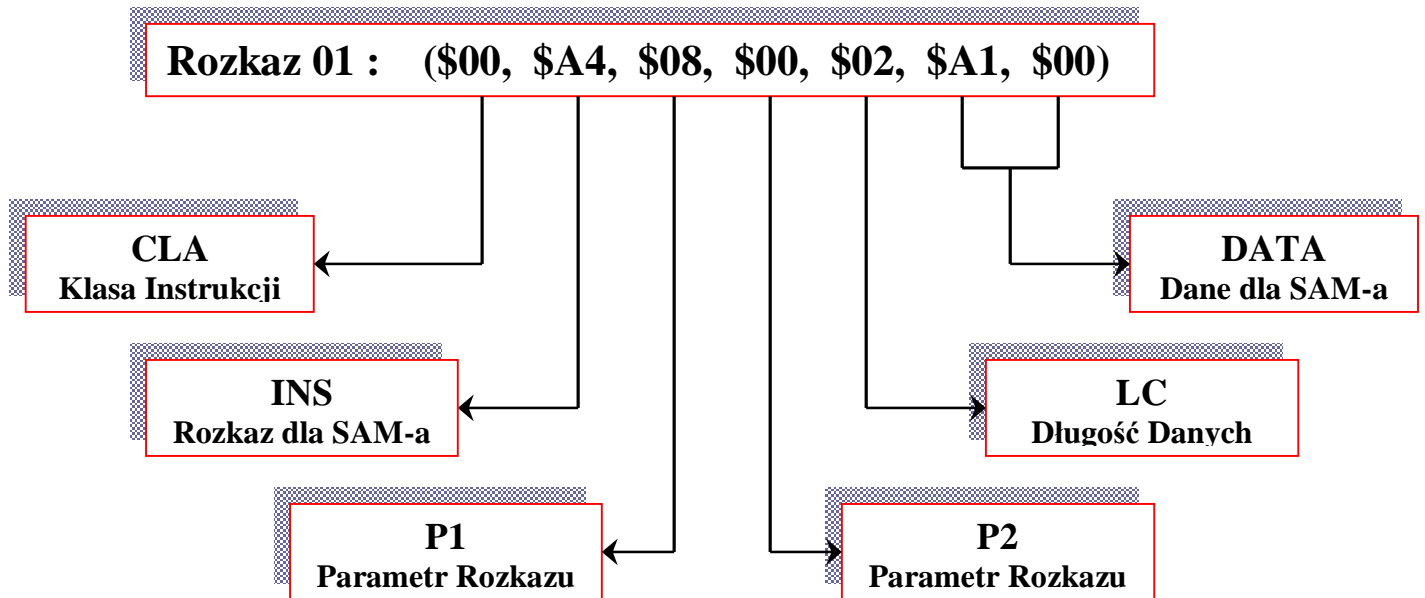 Rozkaz 01 : ($00, $A4, $08, $00, $02, $A1, $00)
CLA
Klasa Instrukcji
DATA
Dane dla SAM-a
INS
Rozkaz dla SAM-a
LC
Długość Danych
P1
Parametr Rozkazu
P2
Parametr Rozkazu